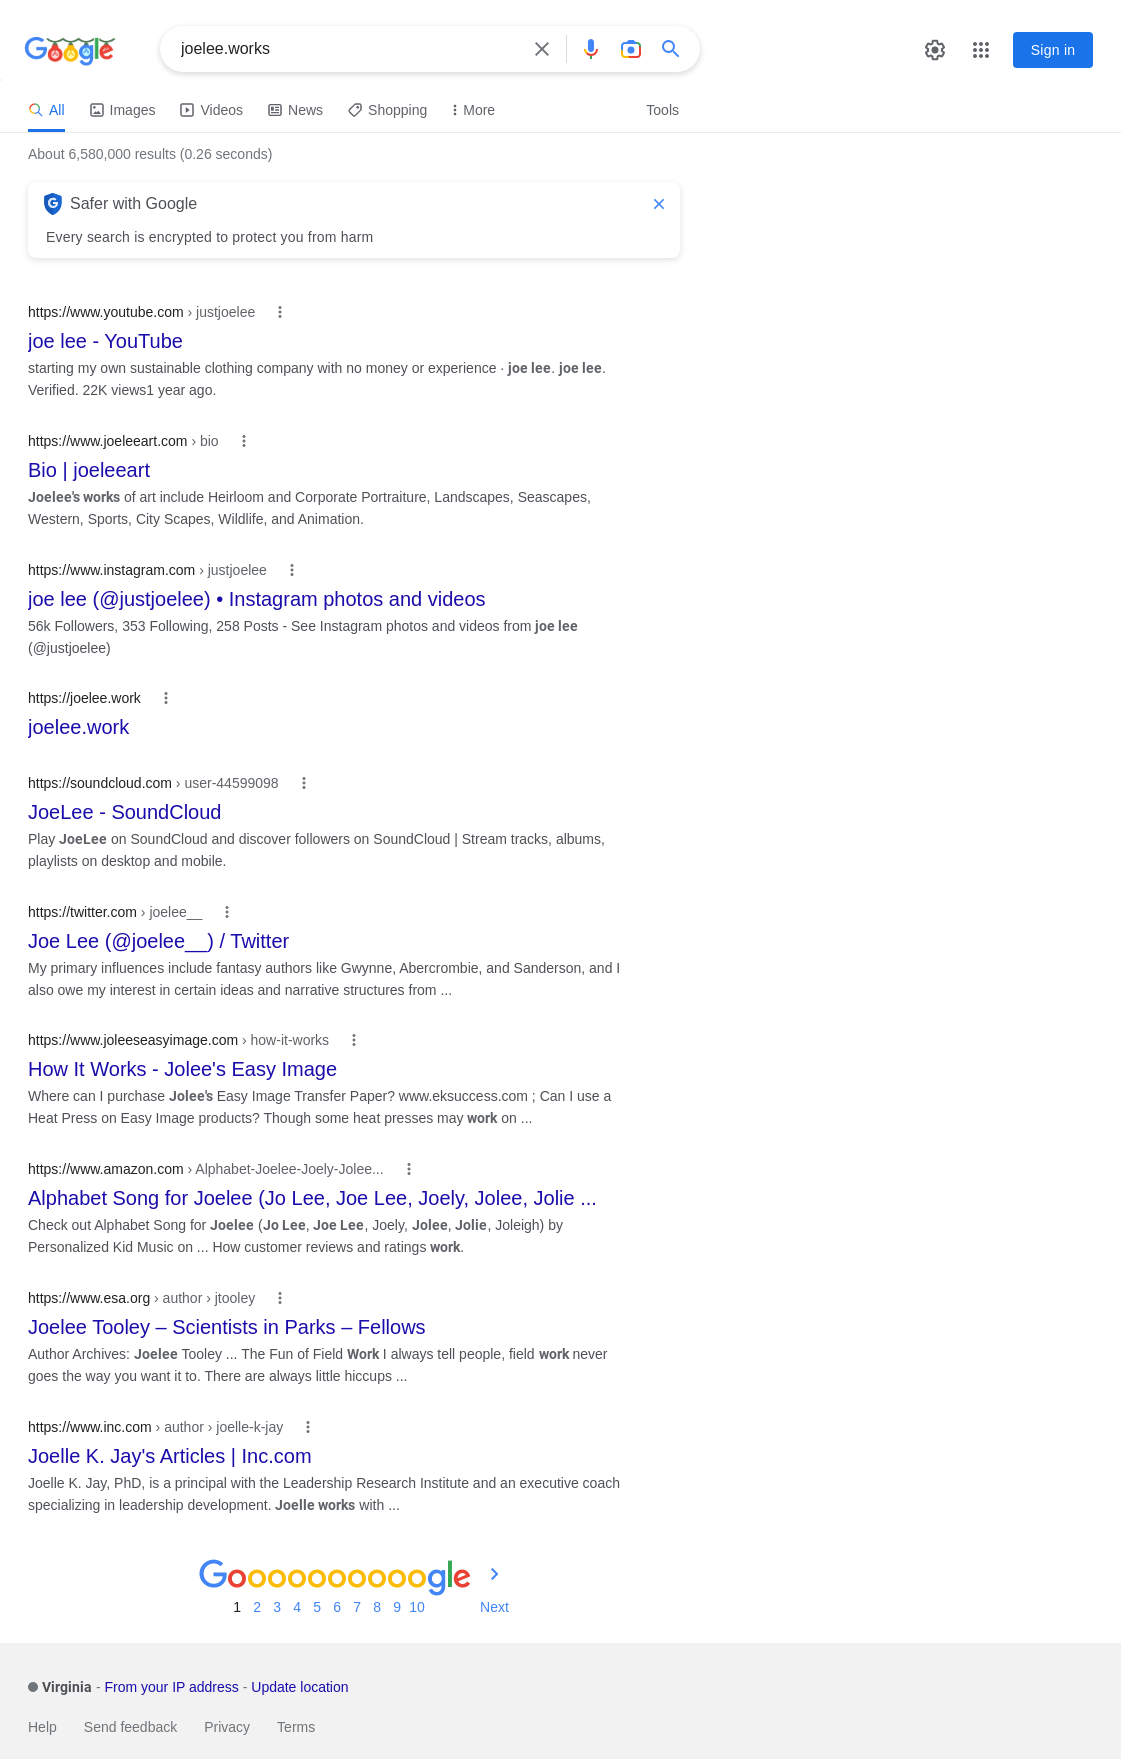 Google
joelee.works
Sign in
All Images Videos News Shopping More Tools
About 6,580,000 results (0.26 seconds)
Safer with Google
Every search is encrypted to protect you from harm
https://www.youtube.com › justjoelee
joe lee - YouTube
starting my own sustainable clothing company with no money or experience · joe lee. joe lee.
Verified. 22K views1 year ago.
https://www.joeleeart.com › bio
Bio | joeleeart
Joelee's works of art include Heirloom and Corporate Portraiture, Landscapes, Seascapes,
Western, Sports, City Scapes, Wildlife, and Animation.
https://www.instagram.com › justjoelee
joe lee (@justjoelee) • Instagram photos and videos
56k Followers, 353 Following, 258 Posts - See Instagram photos and videos from joe lee
(@justjoelee)
https://joelee.work
joelee.work
https://soundcloud.com › user-44599098
JoeLee - SoundCloud
Play JoeLee on SoundCloud and discover followers on SoundCloud | Stream tracks, albums,
playlists on desktop and mobile.
https://twitter.com › joelee__
Joe Lee (@joelee__) / Twitter
My primary influences include fantasy authors like Gwynne, Abercrombie, and Sanderson, and I
also owe my interest in certain ideas and narrative structures from ...
https://www.joleeseasyimage.com › how-it-works
How It Works - Jolee's Easy Image
Where can I purchase Jolee's Easy Image Transfer Paper? www.eksuccess.com ; Can I use a
Heat Press on Easy Image products? Though some heat presses may work on ...
https://www.amazon.com › Alphabet-Joelee-Joely-Jolee...
Alphabet Song for Joelee (Jo Lee, Joe Lee, Joely, Jolee, Jolie ...
Check out Alphabet Song for Joelee (Jo Lee, Joe Lee, Joely, Jolee, Jolie, Joleigh) by
Personalized Kid Music on ... How customer reviews and ratings work.
https://www.esa.org › author › jtooley
Joelee Tooley – Scientists in Parks – Fellows
Author Archives: Joelee Tooley ... The Fun of Field Work I always tell people, field work never
goes the way you want it to. There are always little hiccups ...
https://www.inc.com › author › joelle-k-jay
Joelle K. Jay's Articles | Inc.com
Joelle K. Jay, PhD, is a principal with the Leadership Research Institute and an executive coach
specializing in leadership development. Joelle works with ...
Goooooooooogle
1 2 3 4 5 6 7 8 9 10 Next
Virginia - From your IP address - Update location
Help Send feedback Privacy Terms